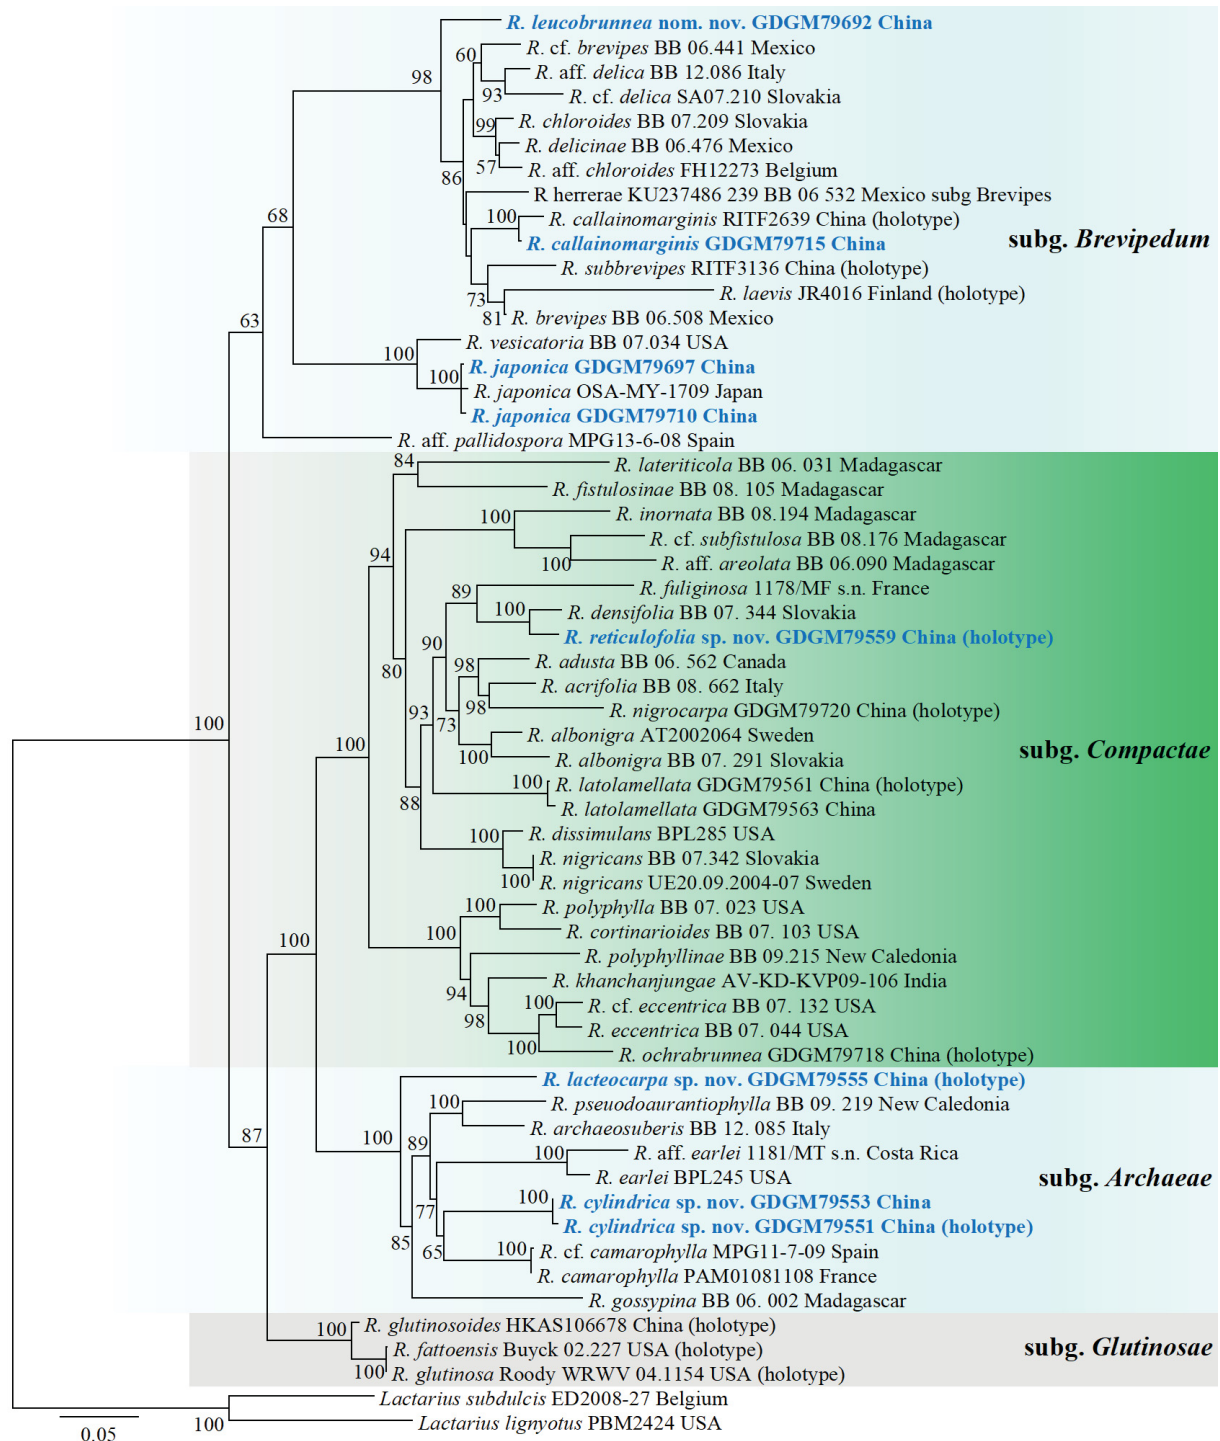 R. leucobrunnea nom. nov. GDGM79692 China
60
R. cf. brevipes BB 06.441 Mexico
98
R. aff. delica BB 12.086 Italy
93
R. cf. delica SA07.210 Slovakia
R. chloroides BB 07.209 Slovakia
99
R. delicinae BB 06.476 Mexico
57
R. aff. chloroides FH12273 Belgium
86
R herrerae KU237486 239 BB 06 532 Mexico subg Brevipes
68
100
R. callainomarginis RITF2639 China (holotype)
R. callainomarginis GDGM79715 China
subg. Brevipedum
R. subbrevipes RITF3136 China (holotype)
73
R. laevis JR4016 Finland (holotype)
63
81
R. brevipes BB 06.508 Mexico
R. vesicatoria BB 07.034 USA
100
R. japonica GDGM79697 China
100
R. japonica OSA-MY-1709 Japan
R. japonica GDGM79710 China
R. aff. pallidospora MPG13-6-08 Spain
84
R. lateriticola BB 06. 031 Madagascar
R. fistulosinae BB 08. 105 Madagascar
100
R. inornata BB 08.194 Madagascar
R. cf. subfistulosa BB 08.176 Madagascar
94
100
R. aff. areolata BB 06.090 Madagascar
89
R. fuliginosa 1178/MF s.n. France
100
R. densifolia BB 07. 344 Slovakia
R. reticulofolia sp. nov. GDGM79559 China (holotype)
90
80
98
R. adusta BB 06. 562 Canada
R. acrifolia BB 08. 662 Italy
98
R. nigrocarpa GDGM79720 China (holotype)
93
73
100
R. albonigra AT2002064 Sweden
100
R. albonigra BB 07. 291 Slovakia
100
subg. Compactae
100
R. latolamellata GDGM79561 China (holotype)
88
R. latolamellata GDGM79563 China
100
R. dissimulans BPL285 USA
R. nigricans BB 07.342 Slovakia
100
R. nigricans UE20.09.2004-07 Sweden
100
R. polyphylla BB 07. 023 USA
100
100
R. cortinarioides BB 07. 103 USA
R. polyphyllinae BB 09.215 New Caledonia
94
R. khanchanjungae AV-KD-KVP09-106 India
100
R. cf. eccentrica BB 07. 132 USA
98
R. eccentrica BB 07. 044 USA
100
R. ochrabrunnea GDGM79718 China (holotype)
R. lacteocarpa sp. nov. GDGM79555 China (holotype)
100
R. pseudoaurantiophylla BB 09. 219 New Caledonia
R. archaeosuberis BB 12. 085 Italy
87
100
89
100
R. aff. earlei 1181/MT s.n. Costa Rica
R. earlei BPL245 USA
subg. Archaeae
100
R. cylindrica sp. nov. GDGM79553 China
77
R. cylindrica sp. nov. GDGM79551 China (holotype)
85
65
100
R. cf. camarophylla MPG11-7-09 Spain
R. camarophylla PAM01081108 France
R. gossypina BB 06. 002 Madagascar
100
R. glutinosoides HKAS106678 China (holotype)
R. fattoensis Buyck 02.227 USA (holotype)
subg. Glutinosae
100
R. glutinosa Roody WRWV 04.1154 USA (holotype)
Lactarius subdulcis ED2008-27 Belgium
100
Lactarius lignyotus PBM2424 USA
0.05